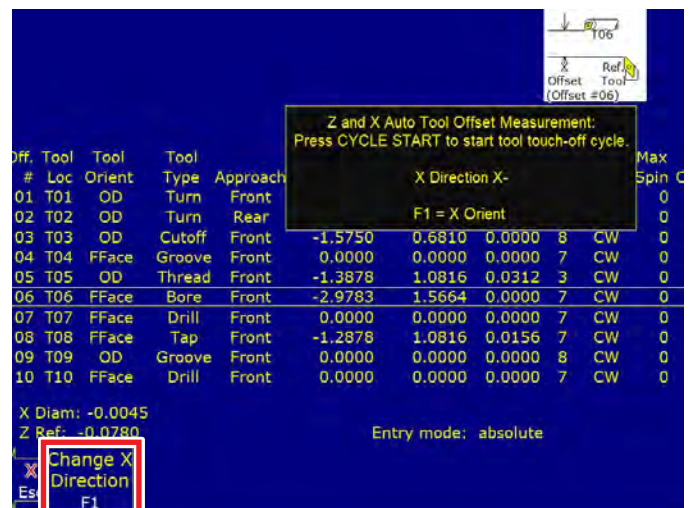 T06
X Ref.
Offset Tool
(Offset #06)
Z and X Auto Tool Offset Measurement:
Press CYCLE START to start tool touch-off cycle.
X Direction X-
F1 = X Orient
Off. Tool Tool Tool Max
# Loc Orient Type Approach Spin C
01 T01 OD Turn Front 0
02 T02 OD Turn Rear 0
03 T03 OD Cutoff Front -1.5750 0.6810 0.0000 8 CW 0
04 T04 FFace Groove Front 0.0000 0.0000 0.0000 7 CW 0
05 T05 OD Thread Front -1.3878 1.0816 0.0312 3 CW 0
06 T06 FFace Bore Front -2.9783 1.5664 0.0000 7 CW 0
07 T07 FFace Drill Front 0.0000 0.0000 0.0000 7 CW 0
08 T08 FFace Tap Front -1.2878 1.0816 0.0156 7 CW 0
09 T09 OD Groove Front 0.0000 0.0000 0.0000 8 CW 0
10 T10 FFace Drill Front 0.0000 0.0000 0.0000 7 CW 0
X Diam: -0.0045
Z Ref: -0.0780 Entry mode: absolute
X Change X
Direction
Esc F1